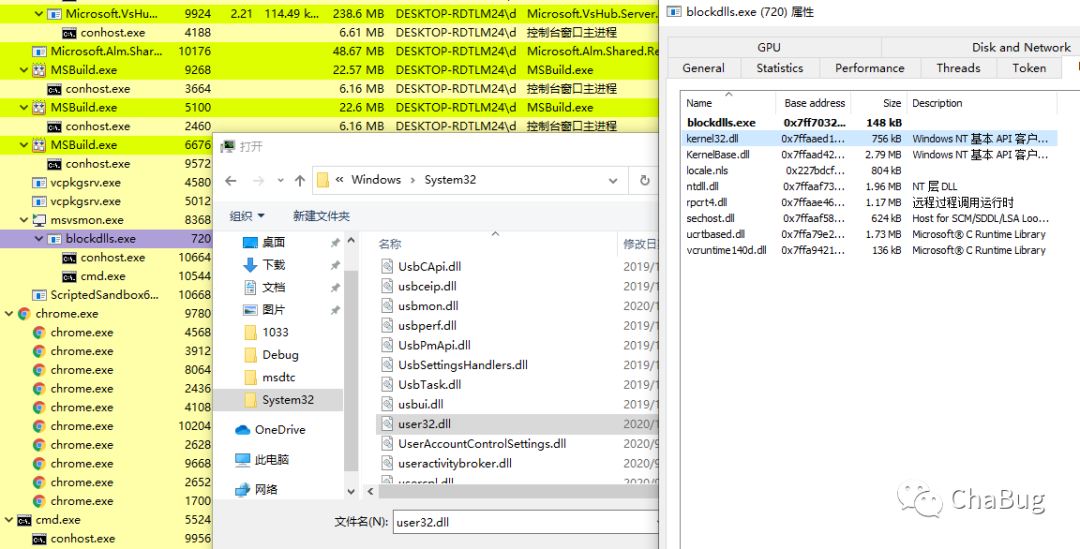 Microsoft.VsHub.Server... 9924 2.21 114.49 k... 238.6 MB DESKTOP-RDTLM24\d Microsoft.VsHub.Server.
conhost.exe 4188 6.61 MB DESKTOP-RDTLM24\d 控制台窗口主进程
Microsoft.Alm.Shar... 10176 48.67 MB DESKTOP-RDTLM24\d Microsoft.Alm.Shared.Re
MSBuild.exe 9268 22.57 MB DESKTOP-RDTLM24\d MSBuild.exe
conhost.exe 3664 6.16 MB DESKTOP-RDTLM24\d 控制台窗口主进程
MSBuild.exe 5100 22.6 MB DESKTOP-RDTLM24\d MSBuild.exe
conhost.exe 2460 6.16 MB DESKTOP-RDTLM24\d 控制台窗口主进程
MSBuild.exe 6676
conhost.exe 9572
vcpkgsrv.exe 4580
vcpkgsrv.exe 5012
msvsmon.exe 8368
blockdlls.exe 720
conhost.exe 10664
cmd.exe 10544
ScriptedSandbox6... 10668
chrome.exe 9780
chrome.exe 4568
chrome.exe 3912
chrome.exe 8064
chrome.exe 2436
chrome.exe 4108
chrome.exe 10204
chrome.exe 2628
chrome.exe 9668
chrome.exe 2652
chrome.exe 1700
cmd.exe 5524
conhost.exe 9956
打开
« Windows › System32
组织 新建文件夹
桌面
下载
文档
图片
1033
Debug
msdtc
System32
OneDrive
此电脑
网络
名称 修改日
UsbCApi.dll 2019/1
usbceip.dll 2019/1
usbmon.dll 2020/1
usbperf.dll 2019/1
UsbPmApi.dll 2019/1
UsbSettingsHandlers.dll 2019/1
UsbTask.dll 2019/1
usbui.dll 2019/1
user32.dll 2020/1
UserAccountControlSettings.dll 2020/9
useractivitybroker.dll 2020/9
usercpl.dll 2020/9
文件名(N): user32.dll
blockdlls.exe (720) 属性
GPU Disk and Network
General Statistics Performance Threads Token
Name Base address Size Description
blockdlls.exe 0x7ff7032... 148 kB
kernel32.dll 0x7ffaaed1... 756 kB Windows NT 基本 API 客户...
KernelBase.dll 0x7ffaad42... 2.79 MB Windows NT 基本 API 客户...
locale.nls 0x227bdcf... 804 kB
ntdll.dll 0x7ffaaf73... 1.96 MB NT 层 DLL
rpcrt4.dll 0x7ffaae46... 1.17 MB 远程过程调用运行时
sechost.dll 0x7ffaaf58... 624 kB Host for SCM/SDDL/LSA Loo...
ucrtbased.dll 0x7ffa79e2... 1.73 MB Microsoft® C Runtime Library
vcruntime140d.dll 0x7ffa9421... 136 kB Microsoft® C Runtime Library
ChaBug